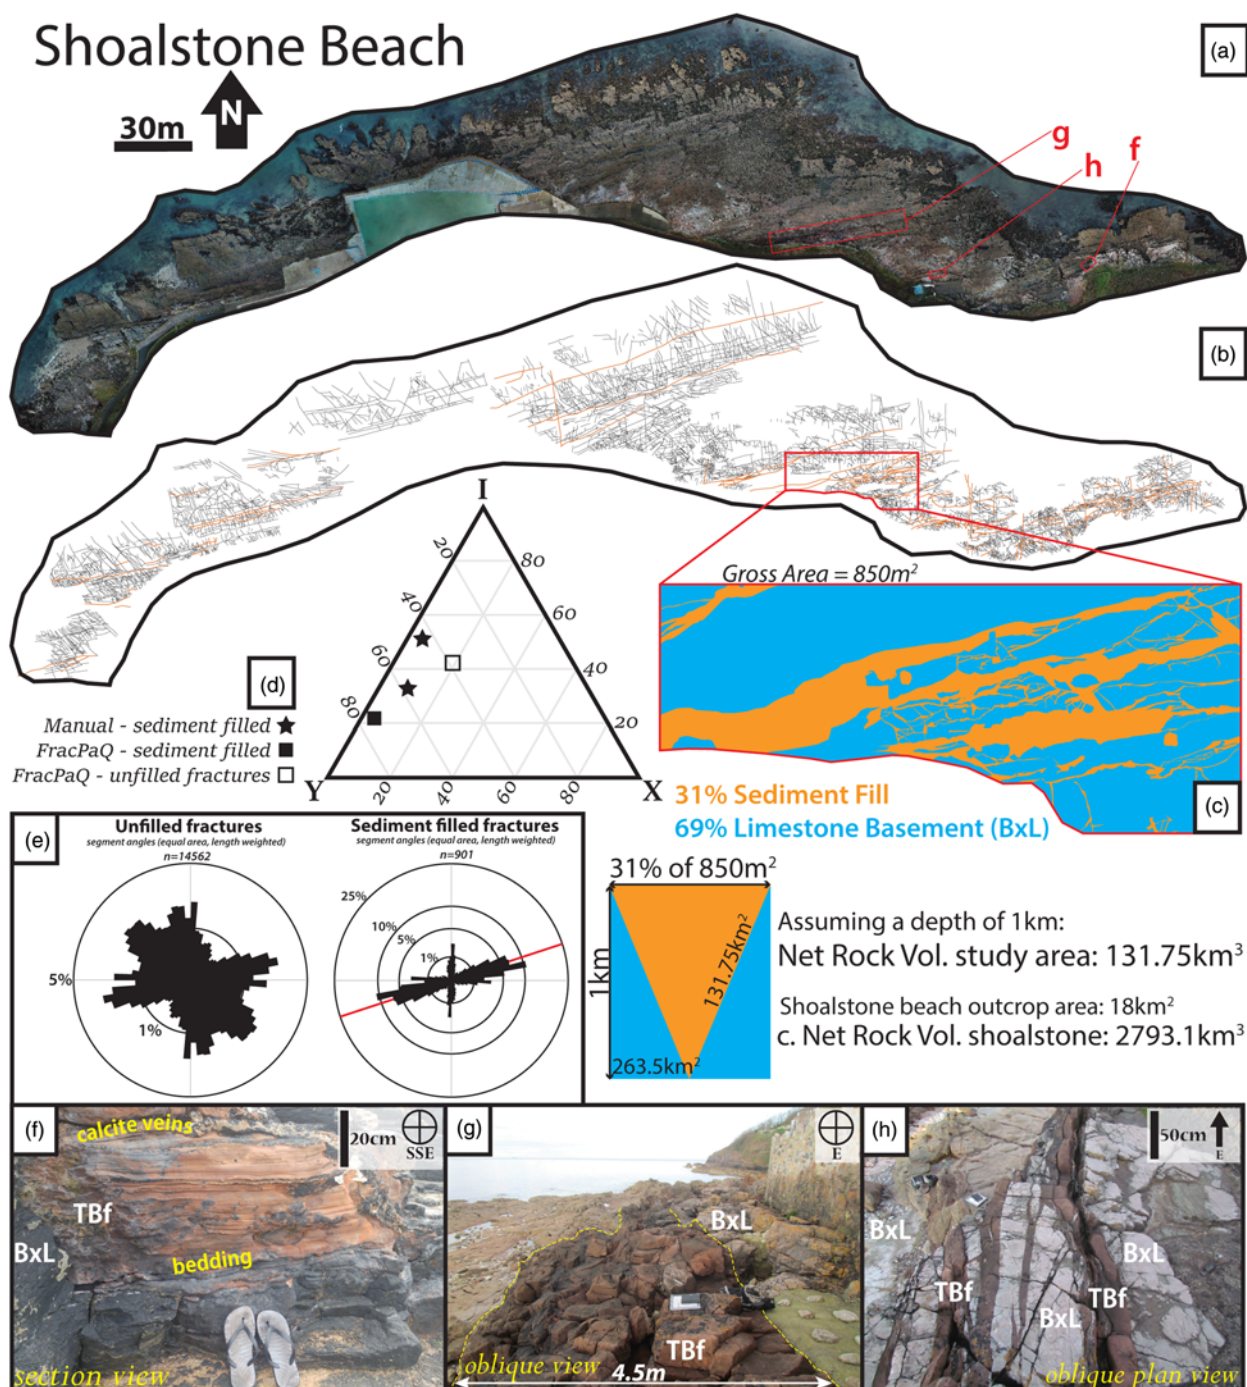 Shoalstone Beach
(a)
N
30m
g
h
f
(b)
I
20
80
40
60
60
40
80
20
Y
20
40
60
80
X
(d)
Manual - sediment filled
FracPaQ - sediment filled
FracPaQ - unfilled fractures
Gross Area = 850m²
31% Sediment Fill
69% Limestone Basement (BxL)
(c)
(e)
Unfilled fractures
segment angles (equal area, length weighted)
n=14562
5%
1%
Sediment filled fractures
segment angles (equal area, length weighted)
n=901
25%
10%
5%
1%
31% of 850m²
1km
131.75km²
263.5km²
Assuming a depth of 1km:
Net Rock Vol. study area: 131.75km³
Shoalstone beach outcrop area: 18km²
c. Net Rock Vol. shoalstone: 2793.1km³
(f)
calcite veins
20cm
SSE
TBf
BxL
bedding
section view
(g)
E
BxL
TBf
oblique view
4.5m
(h)
50cm
E
BxL
BxL
TBf
TBf
BxL
oblique plan view